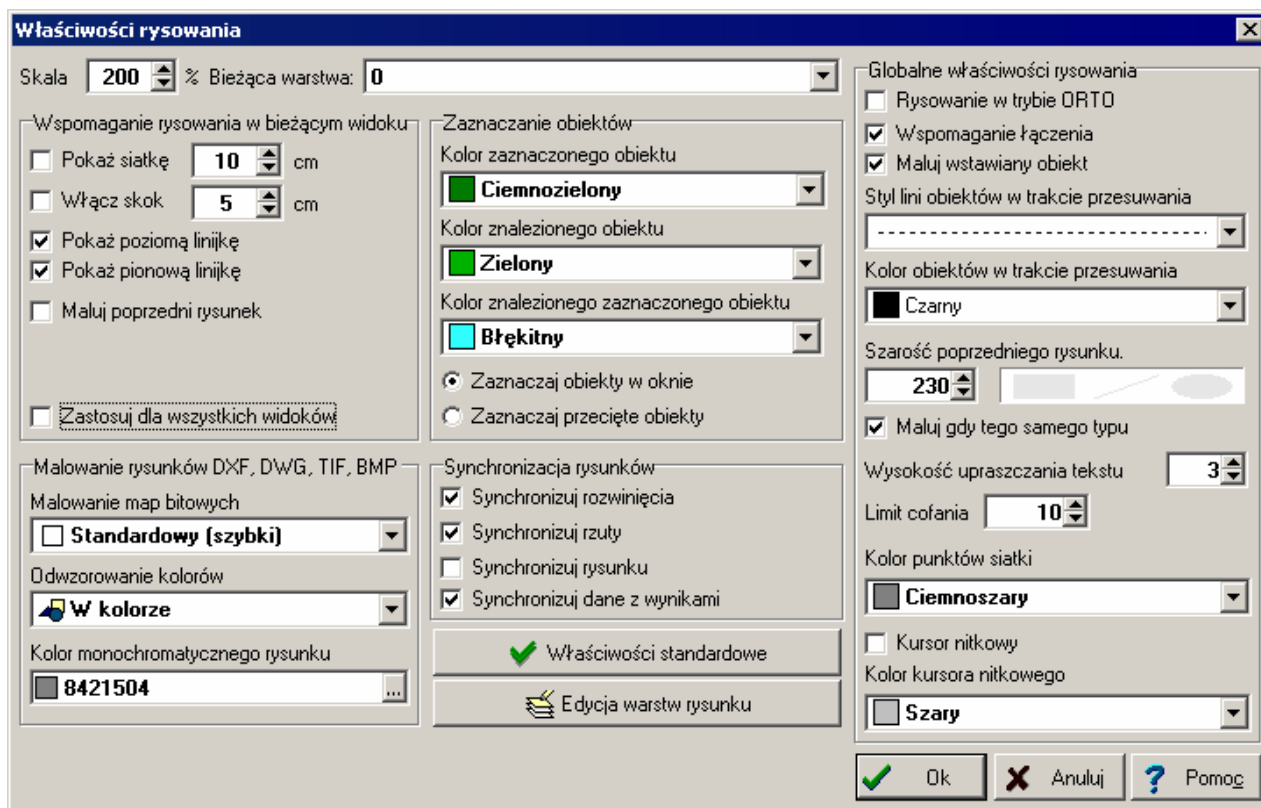 Właściwości rysowania
Skala 200 % Bieżąca warstwa: 0
Wspomaganie rysowania w bieżącym widoku
Pokaż siatkę 10 cm
Włącz skok 5 cm
Pokaż poziomą linijkę
Pokaż pionową linijkę
Maluj poprzedni rysunek
Zastosuj dla wszystkich widoków
Zaznaczanie obiektów
Kolor zaznaczonego obiektu
Ciemnozielony
Kolor znalezionego obiektu
Zielony
Kolor znalezionego zaznaczonego obiektu
Błękitny
Zaznaczaj obiekty w oknie
Zaznaczaj przecięte obiekty
Malowanie rysunków DXF, DWG, TIF, BMP
Malowanie map bitowych
Standardowy (szybki)
Odwzorowanie kolorów
W kolorze
Kolor monochromatycznego rysunku
8421504 ...
Synchronizacja rysunków
Synchronizuj rozwinięcia
Synchronizuj rzuty
Synchronizuj rysunku
Synchronizuj dane z wynikami
Właściwości standardowe
Edycja warstw rysunku
Globalne właściwości rysowania
Rysowanie w trybie ORTO
Wspomaganie łączenia
Maluj wstawiany obiekt
Styl lini obiektów w trakcie przesuwania
Kolor obiektów w trakcie przesuwania
Czarny
Szarość poprzedniego rysunku.
230
Maluj gdy tego samego typu
Wysokość upraszczania tekstu 3
Limit cofania 10
Kolor punktów siatki
Ciemnoszary
Kursor nitkowy
Kolor kursora nitkowego
Szary
Ok Anuluj Pomoc